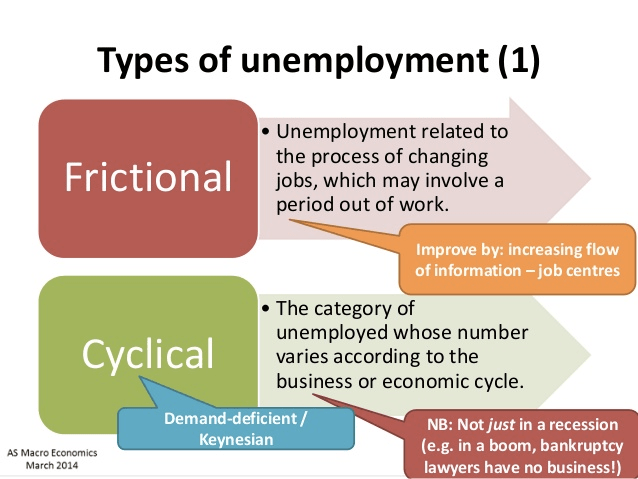 Types of unemployment (1)
Frictional
• Unemployment related to
the process of changing
jobs, which may involve a
period out of work.
Improve by: increasing flow
of information – job centres
Cyclical
• The category of
unemployed whose number
varies according to the
business or economic cycle.
Demand-deficient /
Keynesian
NB: Not just in a recession
(e.g. in a boom, bankruptcy
lawyers have no business!)
AS Macro Economics
March 2014